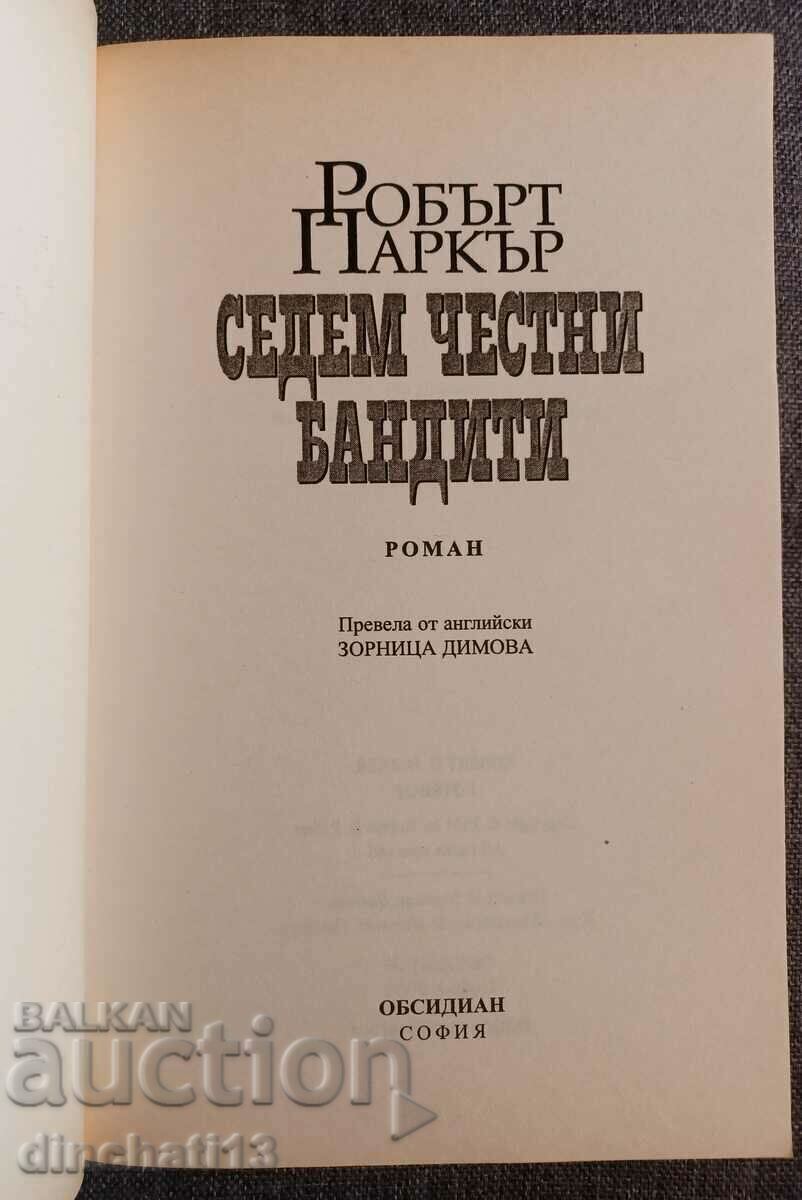 РОБЪРТ
ПАРКЪР
СЕДЕМ ЧЕСТНИ
БАНДИТИ
РОМАН
Превела от английски
ЗОРНИЦА ДИМОВА
ОБСИДИАН
СОФИЯ
BALKAN
auction
dinchati13